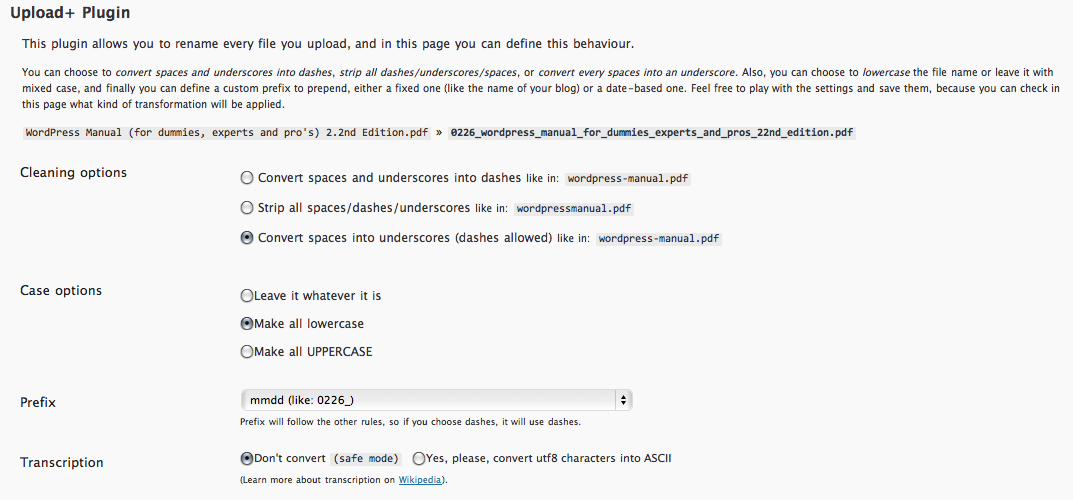 Upload+ Plugin
This plugin allows you to rename every file you upload, and in this page you can define this behaviour.
You can choose to convert spaces and underscores into dashes, strip all dashes/underscores/spaces, or convert every spaces into an underscore. Also, you can choose to lowercase the file name or leave it with
mixed case, and finally you can define a custom prefix to prepend, either a fixed one (like the name of your blog) or a date-based one. Feel free to play with the settings and save them, because you can check in
this page what kind of transformation will be applied.
WordPress Manual (for dummies, experts and pro's) 2.2nd Edition.pdf » 0226_wordpress_manual_for_dummies_experts_and_pros_22nd_edition.pdf
Cleaning options
Convert spaces and underscores into dashes like in: wordpress-manual.pdf
Strip all spaces/dashes/underscores like in: wordpressmanual.pdf
Convert spaces into underscores (dashes allowed) like in: wordpress-manual.pdf
Case options
Leave it whatever it is
Make all lowercase
Make all UPPERCASE
Prefix
mmdd (like: 0226_)
Prefix will follow the other rules, so if you choose dashes, it will use dashes.
Transcription
Don't convert (safe mode) Yes, please, convert utf8 characters into ASCII
(Learn more about transcription on Wikipedia).